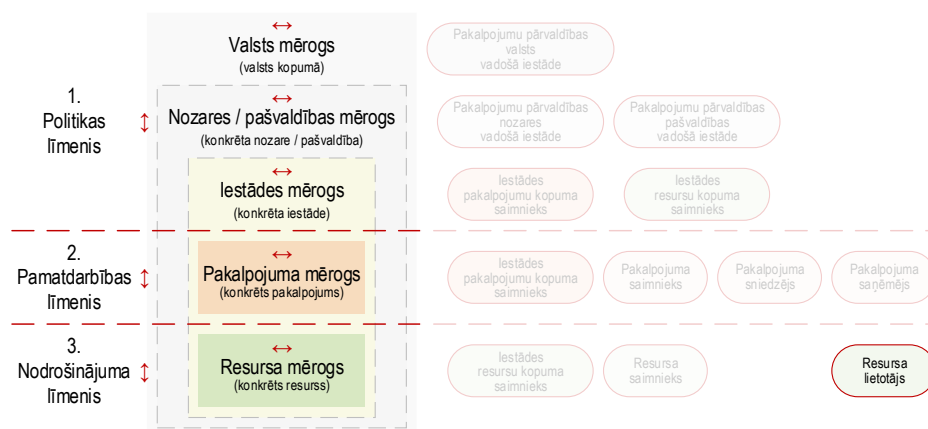 Valsts mērogs
(valsts kopumā)
Pakalpojumu pārvaldības
valsts
vadošā iestāde
1.
Politikas
līmenis
Nozares / pašvaldības mērogs
(konkrēta nozare / pašvaldība)
Pakalpojumu pārvaldības
nozares
vadošā iestāde
Pakalpojumu pārvaldības
pašvaldības
vadošā iestāde
Iestādes mērogs
(konkrēta iestāde)
Iestādes
pakalpojumu kopuma
saimnieks
Iestādes
resursu kopuma
saimnieks
2.
Pamatdarbības
līmenis
Pakalpojuma mērogs
(konkrēts pakalpojums)
Iestādes
pakalpojumu kopuma
saimnieks
Pakalpojuma
saimnieks
Pakalpojuma
sniedzējs
Pakalpojuma
saņēmējs
3.
Nodrošinājuma
līmenis
Resursa mērogs
(konkrēts resurss)
Iestādes
resursu kopuma
saimnieks
Resursa
saimnieks
Resursa
lietotājs